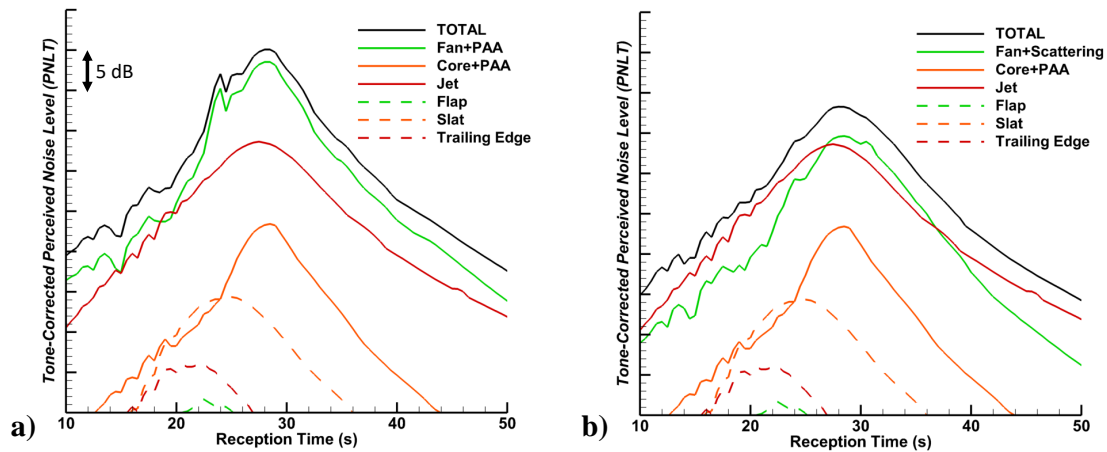 Tone-Corrected Perceived Noise Level (PNLT)
5 dB
TOTAL
Fan+PAA
Core+PAA
Jet
Flap
Slat
Trailing Edge
10 20 30 40 50
Reception Time (s)
a)
Tone-Corrected Perceived Noise Level (PNLT)
TOTAL
Fan+Scattering
Core+PAA
Jet
Flap
Slat
Trailing Edge
10 20 30 40 50
Reception Time (s)
b)